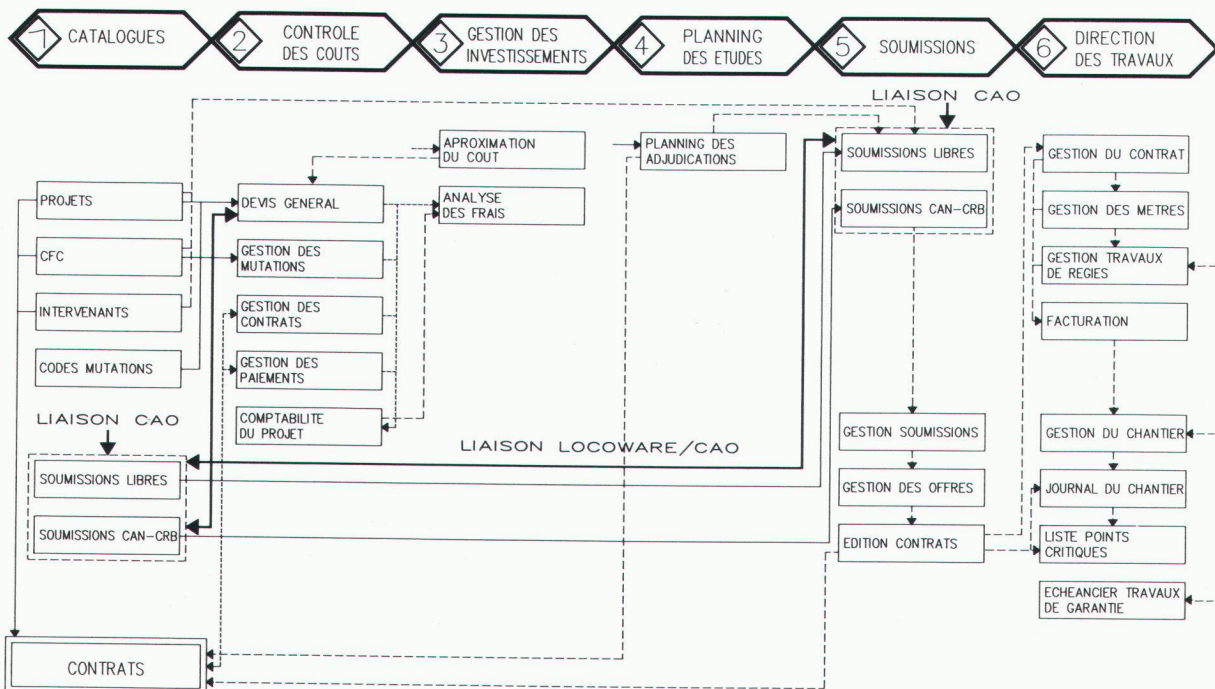 1 CATALOGUES
2 CONTROLE
DES COUTS
3 GESTION DES
INVESTISSEMENTS
4 PLANNING
DES ETUDES
5 SOUMISSIONS
6 DIRECTION
DES TRAVAUX
PROJETS
CFC
INTERVENANTS
CODES MUTATIONS
LIAISON CAO
SOUMISSIONS LIBRES
SOUMISSIONS CAN-CRB
CONTRATS
DEVIS GENERAL
GESTION DES
MUTATIONS
GESTION DES
CONTRATS
GESTION DES
PAIEMENTS
COMPTABILITE
DU PROJET
APROXIMATION
DU COUT
ANALYSE
DES FRAIS
LIAISON LOCOWARE/CAO
PLANNING DES
ADJUDICATIONS
LIAISON CAO
SOUMISSIONS LIBRES
SOUMISSIONS CAN-CRB
GESTION SOUMISSIONS
GESTION DES OFFRES
EDITION CONTRATS
GESTION DU CONTRAT
GESTION DES METRES
GESTION TRAVAUX
DE REGIES
FACTURATION
GESTION DU CHANTIER
JOURNAL DU CHANTIER
LISTE POINTS
CRITIQUES
ECHEANCIER TRAVAUX
DE GARANTIE